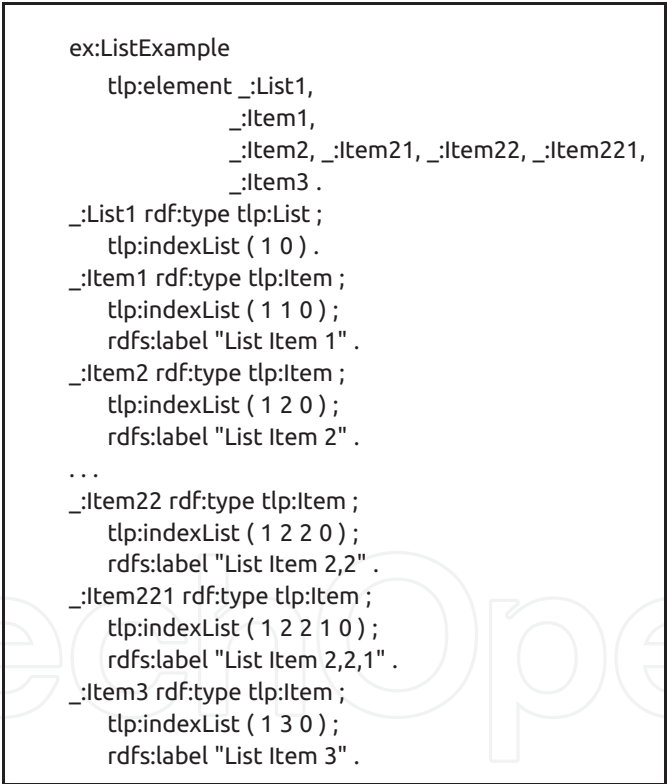 ex:ListExample
tlp:element _:List1,
_:Item1,
_:Item2, _:Item21, _:Item22, _:Item221,
_:Item3 .
_:List1 rdf:type tlp:List ;
tlp:indexList ( 1 0 ) .
_:Item1 rdf:type tlp:Item ;
tlp:indexList ( 1 1 0 ) ;
rdfs:label "List Item 1" .
_:Item2 rdf:type tlp:Item ;
tlp:indexList ( 1 2 0 ) ;
rdfs:label "List Item 2" .
. . .
_:Item22 rdf:type tlp:Item ;
tlp:indexList ( 1 2 2 0 ) ;
rdfs:label "List Item 2,2" .
_:Item221 rdf:type tlp:Item ;
tlp:indexList ( 1 2 2 1 0 ) ;
rdfs:label "List Item 2,2,1" .
_:Item3 rdf:type tlp:Item ;
tlp:indexList ( 1 3 0 ) ;
rdfs:label "List Item 3" .